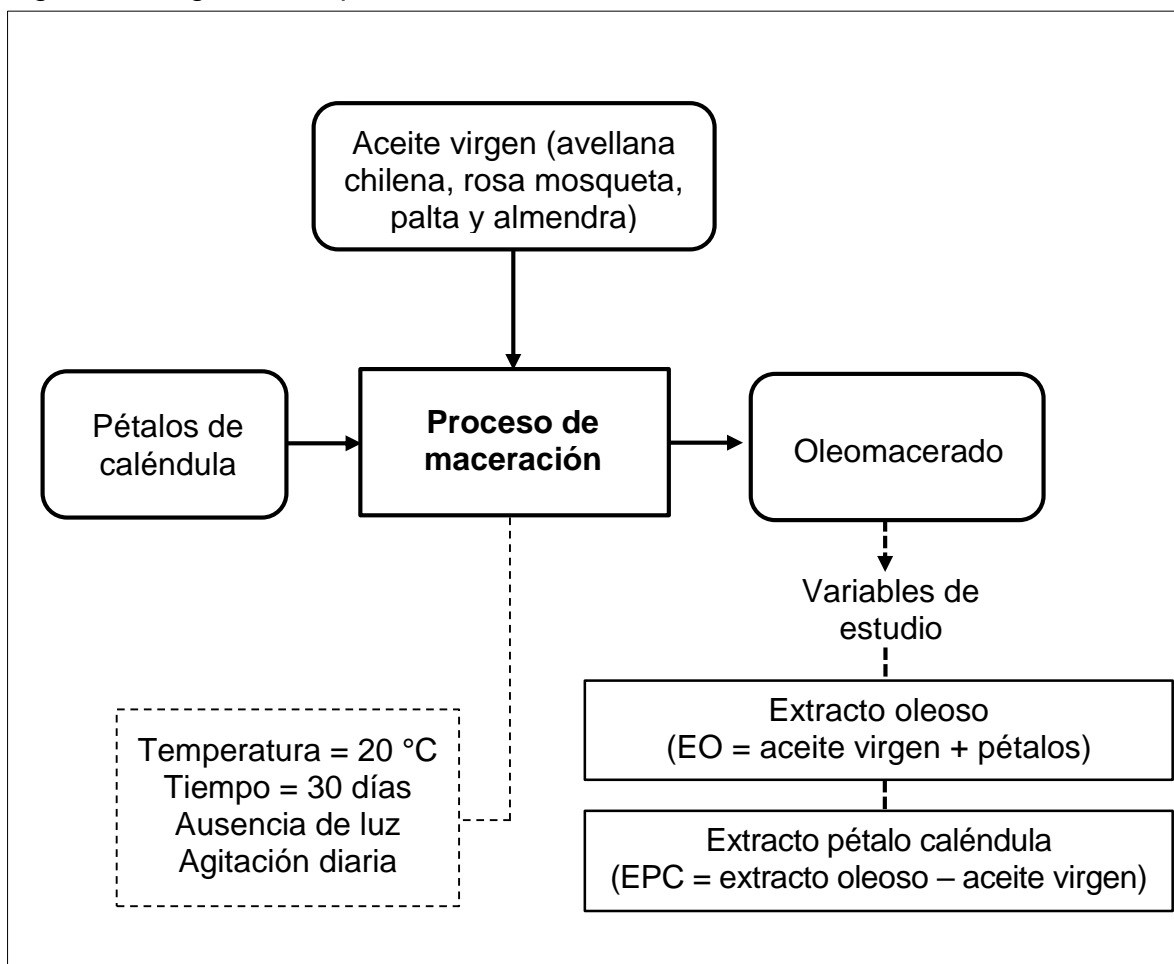 Aceite virgen (avellana
chilena, rosa mosqueta,
palta y almendra)
Pétalos de
caléndula
Proceso de
maceración
Oleomacerado
Variables de
estudio
Temperatura = 20 °C
Tiempo = 30 días
Ausencia de luz
Agitación diaria
Extracto oleoso
(EO = aceite virgen + pétalos)
Extracto pétalo caléndula
(EPC = extracto oleoso – aceite virgen)